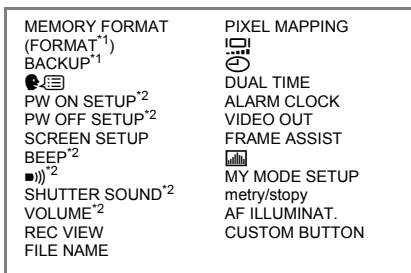 MEMORY FORMAT
(FORMAT*1)
BACKUP*1
PW ON SETUP*2
PW OFF SETUP*2
SCREEN SETUP
BEEP*2
*2
SHUTTER SOUND*2
VOLUME*2
REC VIEW
FILE NAME
PIXEL MAPPING
DUAL TIME
ALARM CLOCK
VIDEO OUT
FRAME ASSIST
MY MODE SETUP
metry/stopy
AF ILLUMINAT.
CUSTOM BUTTON